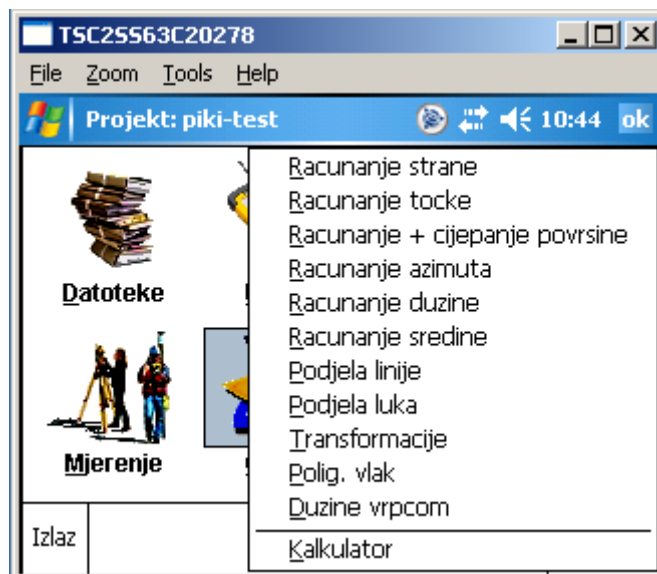 TSC2SS63C20278
File Zoom Tools Help
Projekt: piki-test 10:44 ok
Racunanje strane
Racunanje tocke
Racunanje + cijepanje povrsine
Racunanje azimuta
Racunanje duzine
Racunanje sredine
Podjela linije
Podjela luka
Transformacije
Polig. vlak
Duzine vrpcom
Kalkulator
Datoteke
Mjerenje
Izlaz